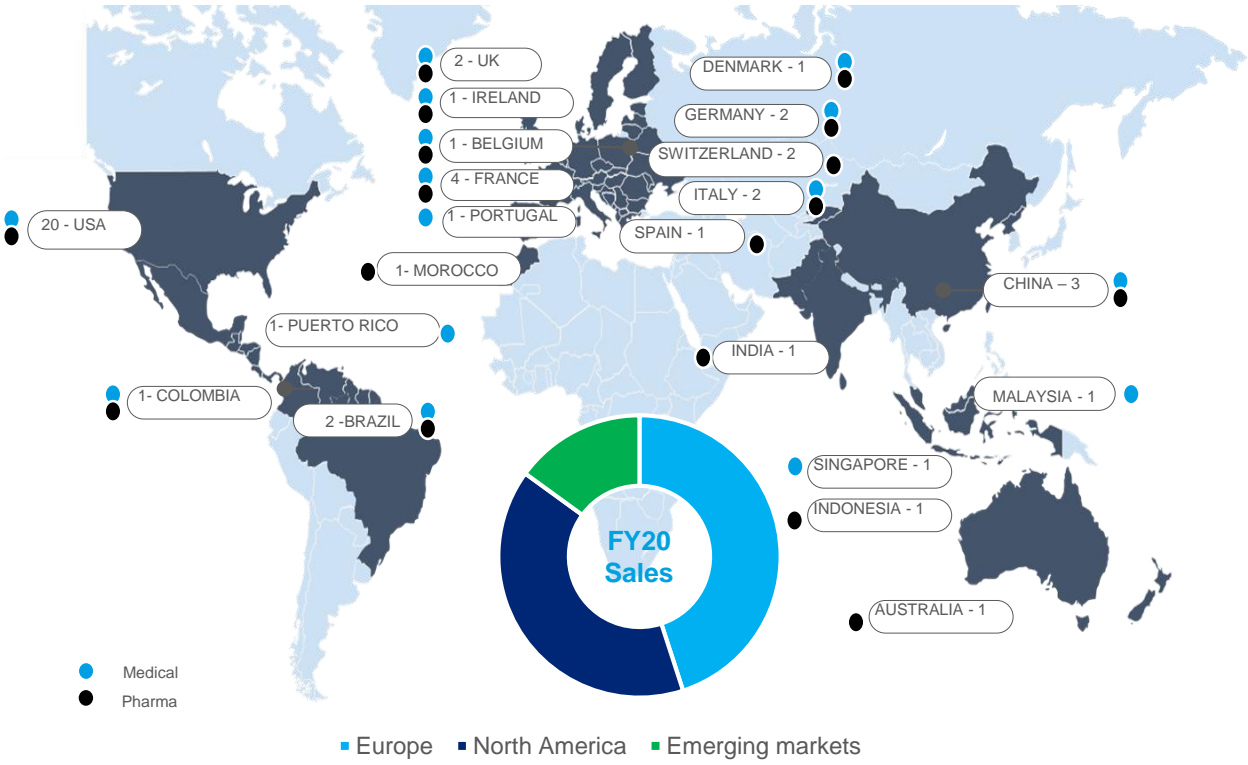 2 - UK
DENMARK - 1
1 - IRELAND
GERMANY - 2
1 - BELGIUM
SWITZERLAND - 2
4 - FRANCE
ITALY - 2
1 - PORTUGAL
20 - USA
SPAIN - 1
1- MOROCCO
CHINA – 3
1- PUERTO RICO
INDIA - 1
1- COLOMBIA
MALAYSIA - 1
2 -BRAZIL
SINGAPORE - 1
INDONESIA - 1
FY20
Sales
AUSTRALIA - 1
Medical
Pharma
Europe
North America
Emerging markets